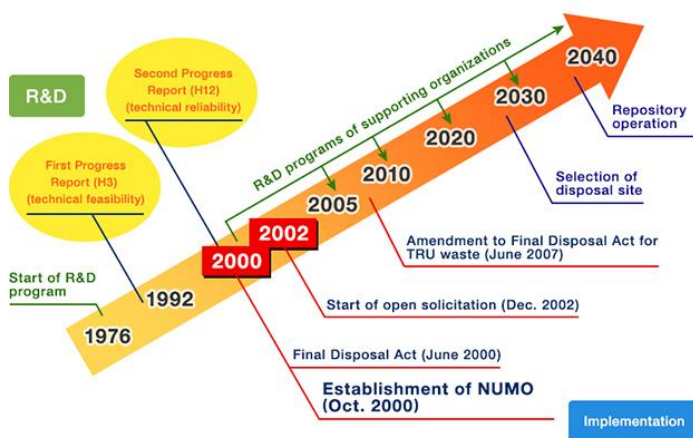 R&D
Second Progress
Report (H12)
(technical reliability)
First Progress
Report (H3)
(technical feasibility)
Start of R&D
program
R&D programs of supporting organizations
1976
1992
2000
2002
2005
2010
2020
2030
2040
Repository
operation
Selection of
disposal site
Amendment to Final Disposal Act for
TRU waste (June 2007)
Start of open solicitation (Dec. 2002)
Final Disposal Act (June 2000)
Establishment of NUMO
(Oct. 2000)
Implementation